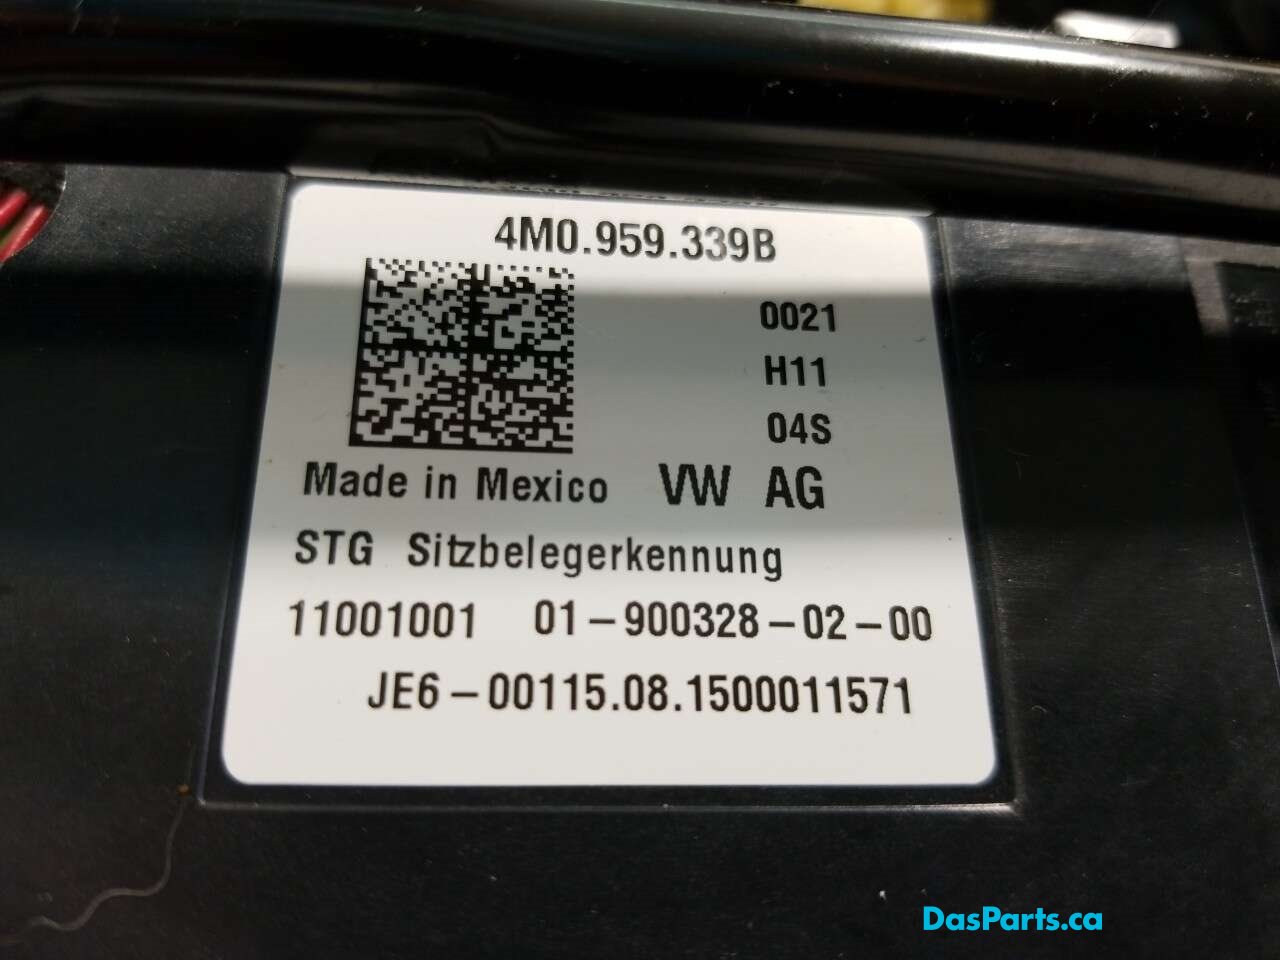 4M0.959.339B
0021
H11
04S
Made in Mexico VW AG
STG Sitzbelegerkennung
11001001 01-900328-02-00
JE6-00115.08.1500011571
DasParts.ca